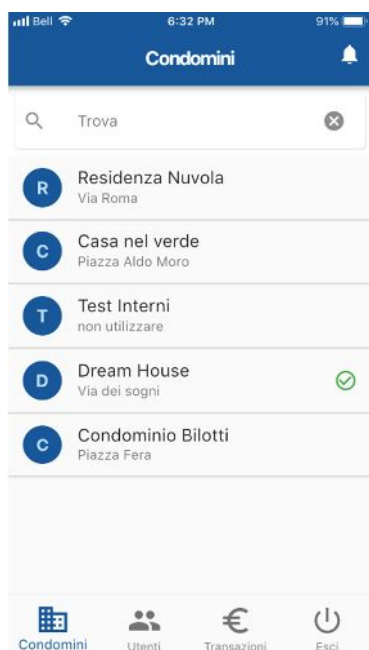 Bell 6:32 PM 91%
Condomini
Trova
R Residenza Nuvola
Via Roma
C Casa nel verde
Piazza Aldo Moro
T Test Interni
non utilizzare
D Dream House
Via dei sogni
C Condominio Bilotti
Piazza Fera
Condomini Utenti Transazioni Esci